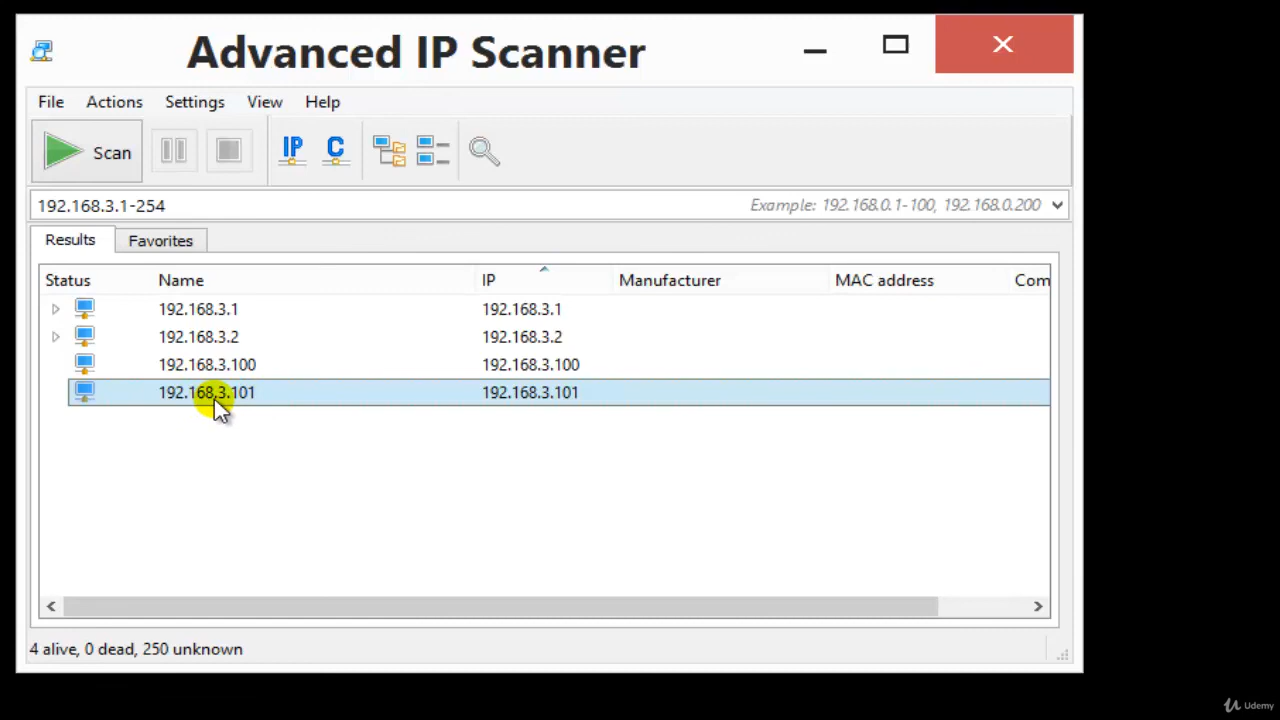 Advanced IP Scanner
File Actions Settings View Help
Scan IP C
192.168.3.1-254 Example: 192.168.0.1-100, 192.168.0.200
Results Favorites
Status Name IP Manufacturer MAC address Com
192.168.3.1 192.168.3.1
192.168.3.2 192.168.3.2
192.168.3.100 192.168.3.100
192.168.3.101 192.168.3.101
4 alive, 0 dead, 250 unknown
Udemy